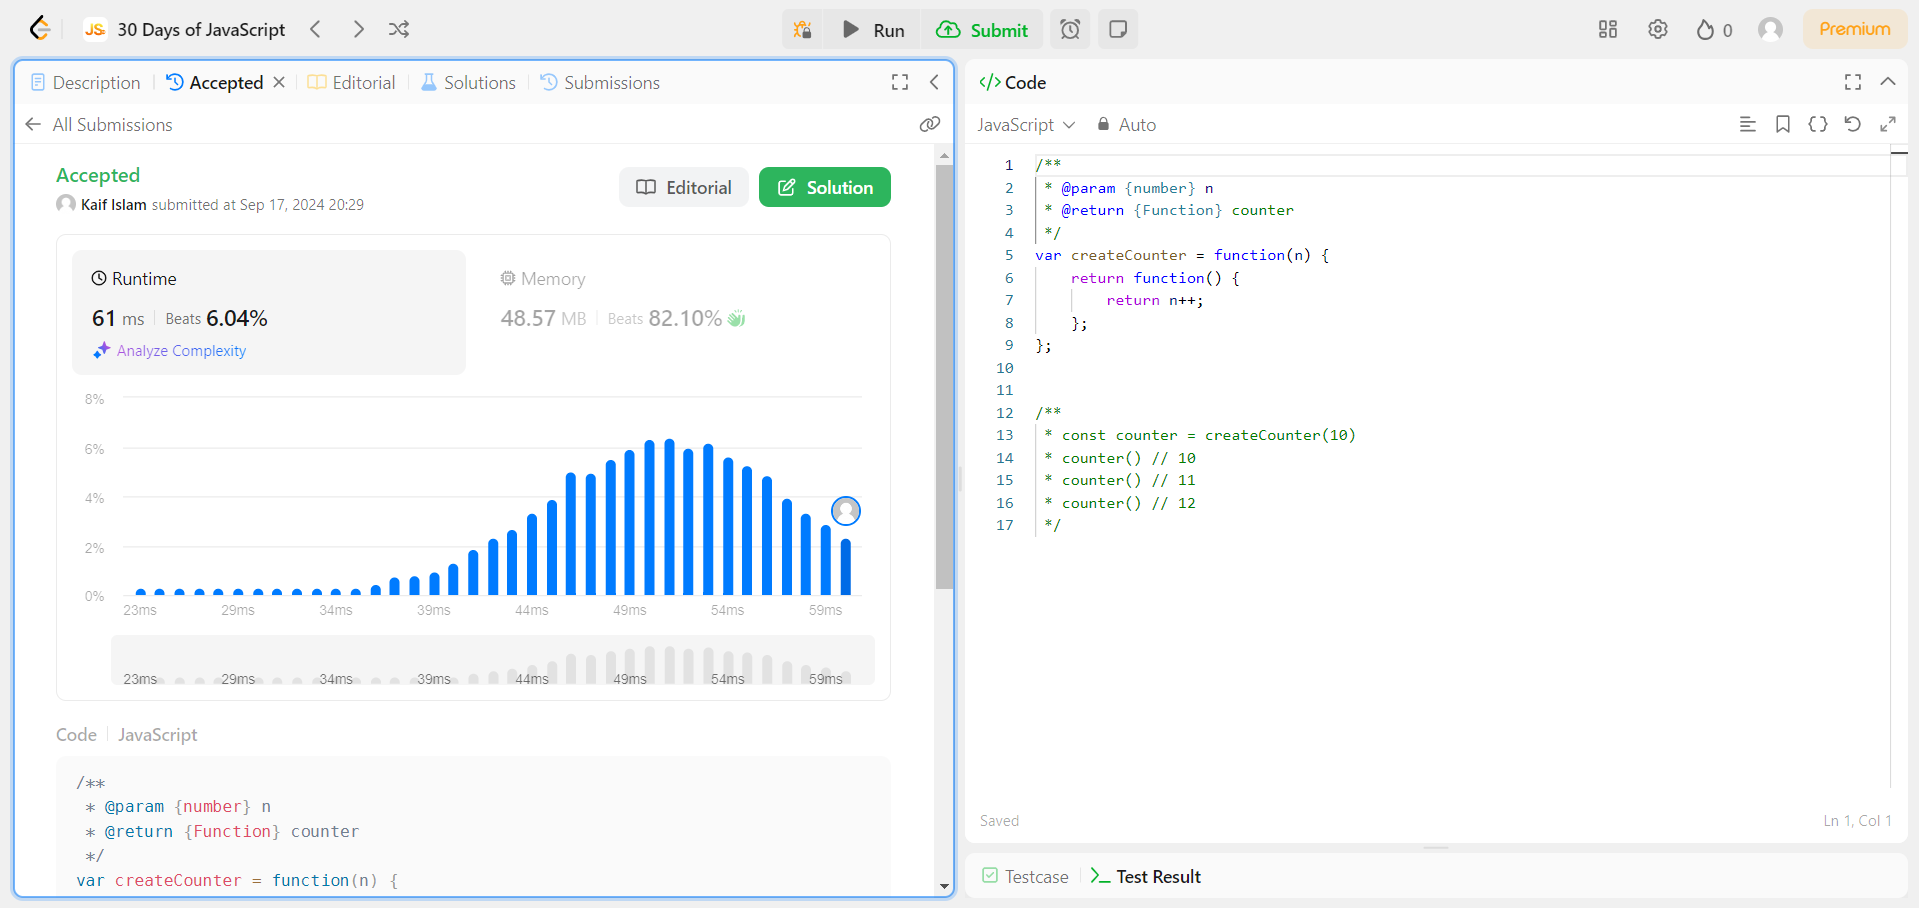 JS 30 Days of JavaScript
Run
Submit
0
Premium
Description
Accepted
Editorial
Solutions
Submissions
All Submissions
Accepted
Kaif Islam submitted at Sep 17, 2024 20:29
Editorial
Solution
Runtime
61 ms Beats 6.04%
Analyze Complexity
Memory
48.57 MB Beats 82.10%
8%
6%
4%
2%
0%
23ms 29ms 34ms 39ms 44ms 49ms 54ms 59ms
23ms 29ms 34ms 39ms 44ms 49ms 54ms 59ms
Code JavaScript
/**
* @param {number} n
* @return {Function} counter
*/
var createCounter = function(n) {
</> Code
JavaScript Auto
1 /**
2 * @param {number} n
3 * @return {Function} counter
4 */
5 var createCounter = function(n) {
6 return function() {
7 return n++;
8 };
9 };
10
11
12 /**
13 * const counter = createCounter(10)
14 * counter() // 10
15 * counter() // 11
16 * counter() // 12
17 */
Saved
Ln 1, Col 1
Testcase
Test Result